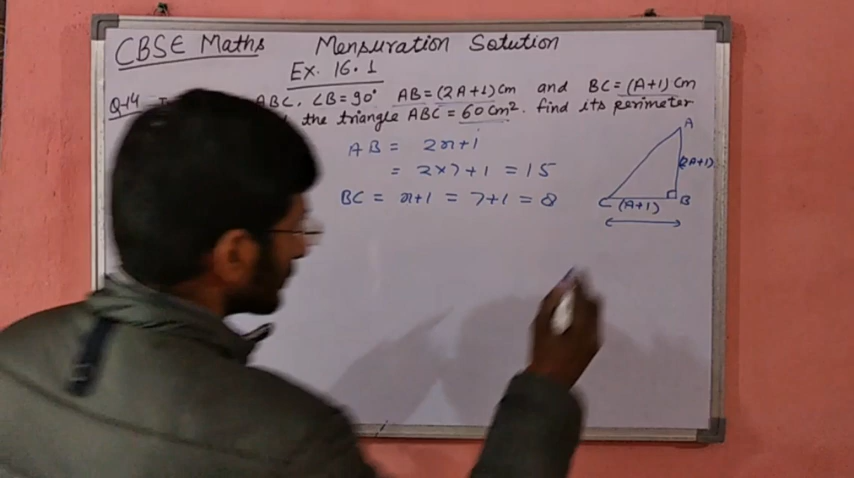 CBSE Maths Mensuration Solution
Ex. 16.1
Q-14 ABC, ∠B=90° AB=(2A+1)Cm and BC=(A+1)Cm
the triangle ABC = 60 Cm². find its perimeter
AB = 2x+1
= 2×7+1 = 15
BC = x+1 = 7+1 = 8
A
(2A+1)
C (A+1) B